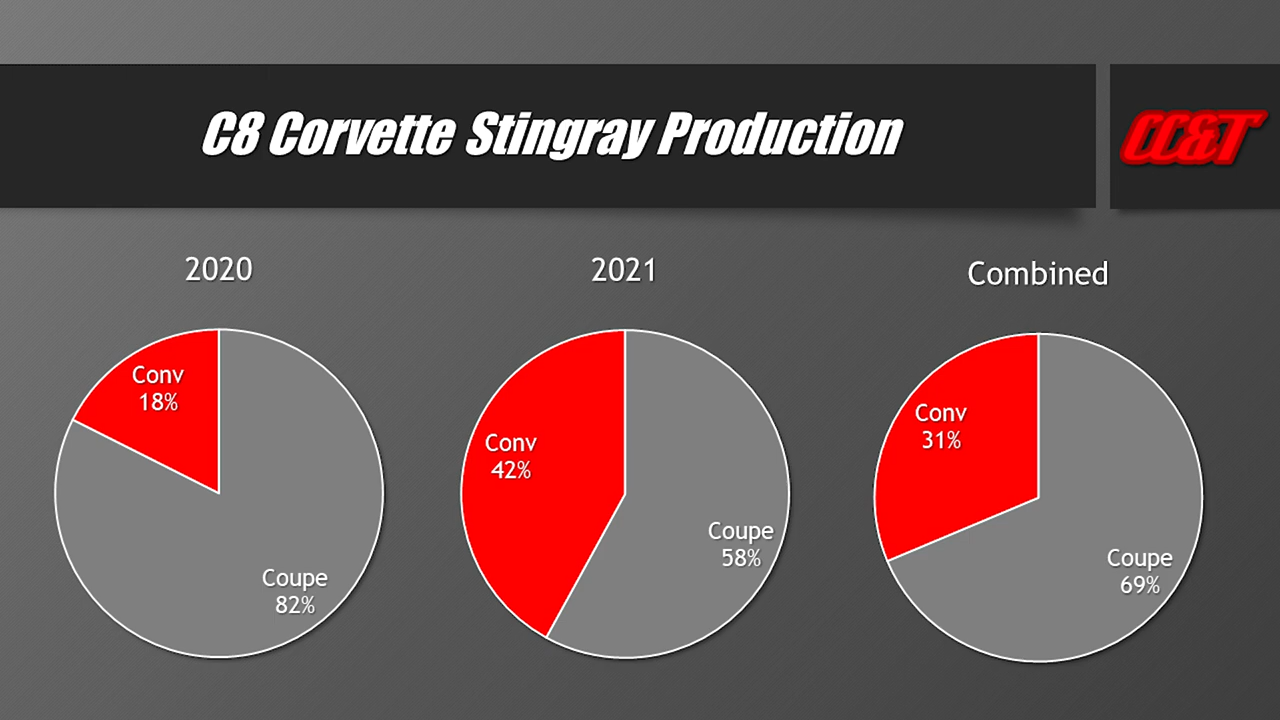 C8 Corvette Stingray Production
CC&T
2020
2021
Combined
Conv
18%
Coupe
82%
Conv
42%
Coupe
58%
Conv
31%
Coupe
69%